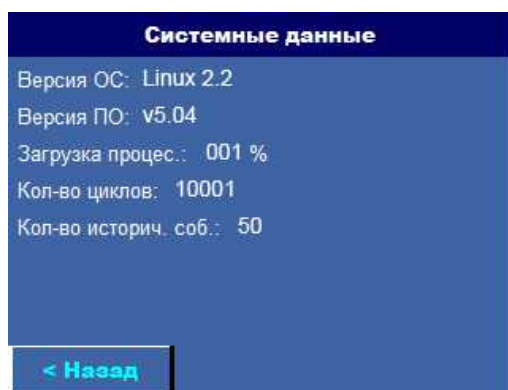 Системные данные
Версия ОС: Linux 2.2
Версия ПО: v5.04
Загрузка процес.: 001 %
Кол-во циклов: 10001
Кол-во историч. соб.: 50
< Назад